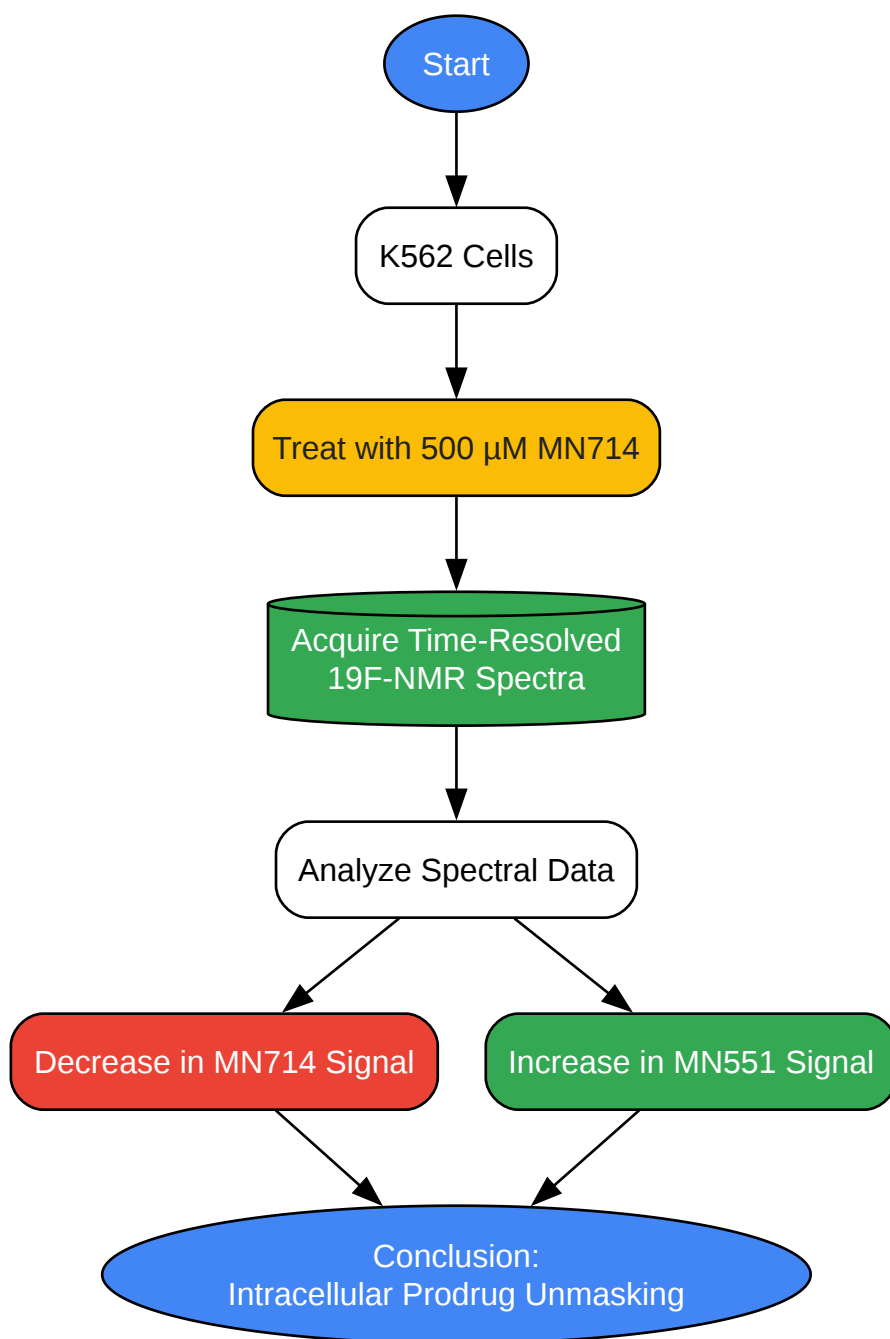 Start
K562 Cells
Treat with 500 µM MN714
Acquire Time-Resolved
19F-NMR Spectra
Analyze Spectral Data
Decrease in MN714 Signal
Increase in MN551 Signal
Conclusion:
Intracellular Prodrug Unmasking